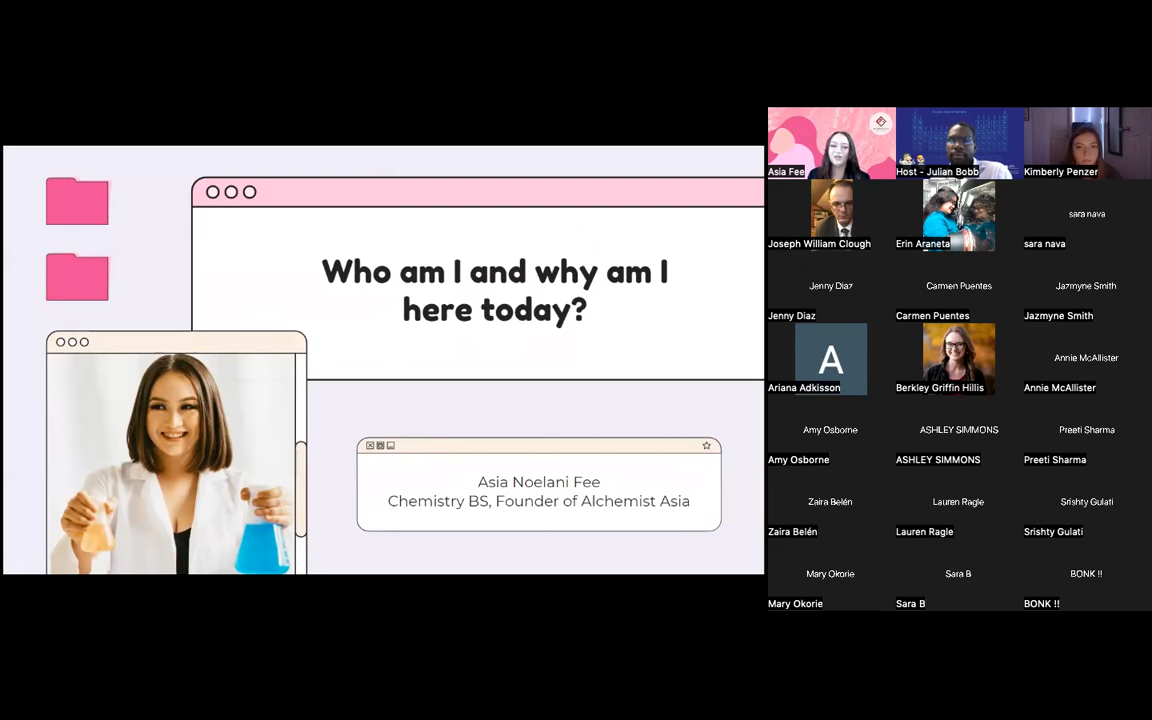 Who am I and why am I
here today?
Asia Noelani Fee
Chemistry BS, Founder of Alchemist Asia
Asia Fee
Host - Julian Bobb
Kimberly Penzer
Joseph William Clough
Erin Araneta
sara nava
sara nava
Jenny Diaz
Jenny Diaz
Carmen Puentes
Carmen Puentes
Jazmyne Smith
Jazmyne Smith
A
Ariana Adkisson
Berkley Griffin Hillis
Annie McAllister
Annie McAllister
Amy Osborne
Amy Osborne
ASHLEY SIMMONS
ASHLEY SIMMONS
Preeti Sharma
Preeti Sharma
Zaira Belén
Zaira Belén
Lauren Ragle
Lauren Ragle
Srishty Gulati
Srishty Gulati
Mary Okorie
Mary Okorie
Sara B
Sara B
BONK !!
BONK !!